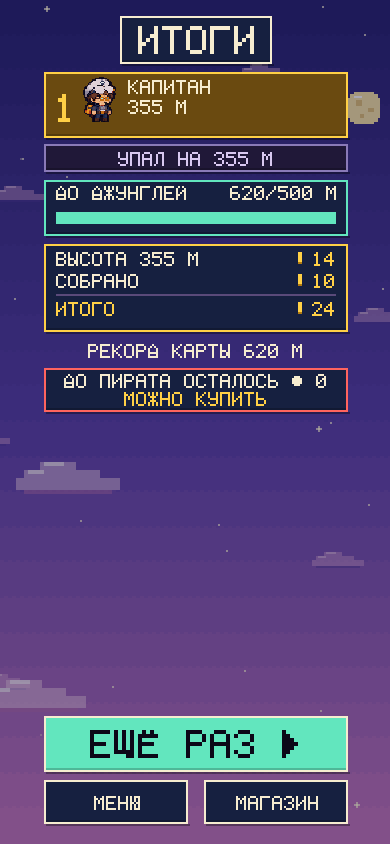 ИТОГИ
1 КАПИТАН
355 М
УПАЛ НА 355 М
ДО ДЖУНГЛЕЙ 620/500 М
ВЫСОТА 355 М 14
СОБРАНО 10
ИТОГО 24
РЕКОРД КАРТЫ 620 М
ДО ПИРАТА ОСТАЛОСЬ ● 0
МОЖНО КУПИТЬ
ЕЩЁ РАЗ
МЕНЮ
МАГАЗИН